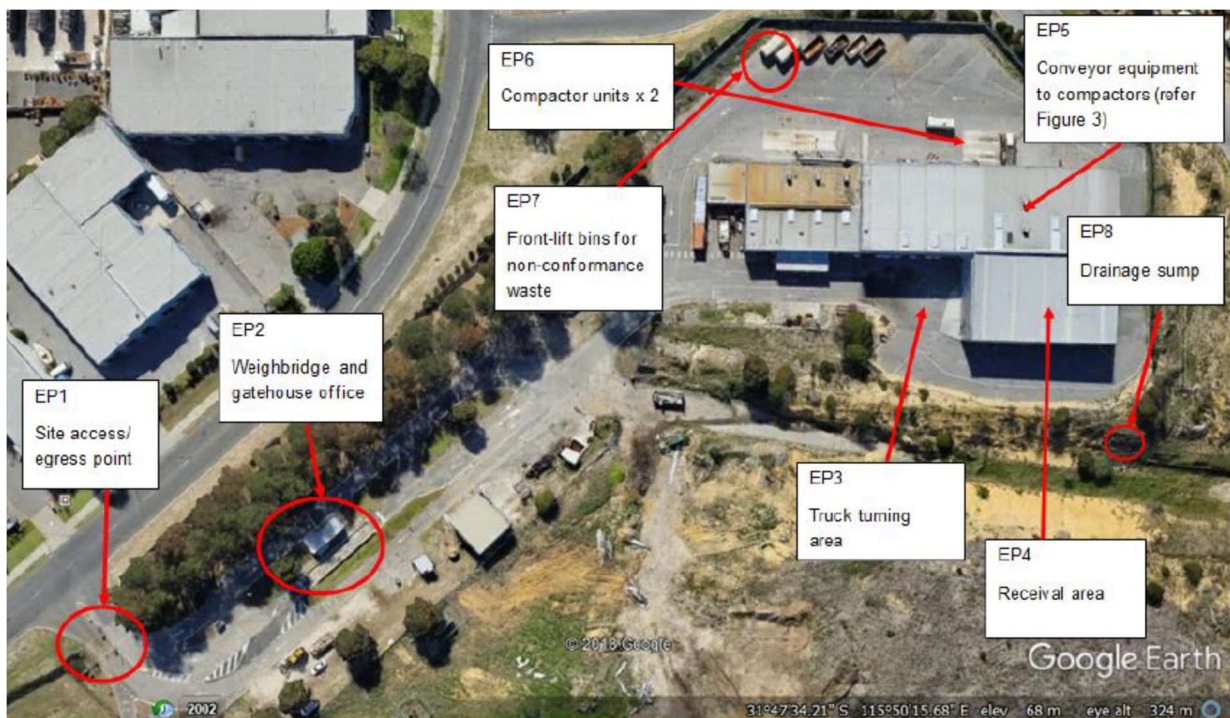 EP6
Compactor units x 2
EP5
Conveyor equipment
to compactors (refer
Figure 3)
EP7
Front-lift bins for
non-conformance
waste
EP8
Drainage sump
EP2
Weighbridge and
gatehouse office
EP1
Site access/
egress point
EP3
Truck turning
area
EP4
Receival area
© 2018 Google
Google Earth
2002
31°47'34.21" S 115°50'15.68" E elev 68 m eye alt 324 m